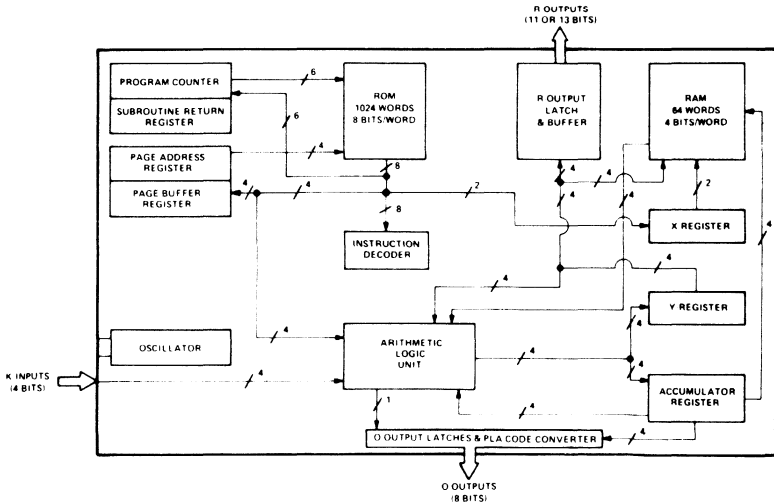 R OUTPUTS
(11 OR 13 BITS)
PROGRAM COUNTER
SUBROUTINE RETURN
REGISTER
6
6
ROM
1024 WORDS
8 BITS/WORD
R OUTPUT
LATCH
& BUFFER
RAM
64 WORDS
4 BITS/WORD
PAGE ADDRESS
REGISTER
PAGE BUFFER
REGISTER
4
8
4
4
4
4
4
2
4
2
8
INSTRUCTION
DECODER
X REGISTER
4
4
4
Y REGISTER
OSCILLATOR
4
ARITHMETIC
LOGIC
UNIT
4
4
4
K INPUTS
(4 BITS)
4
ACCUMULATOR
REGISTER
1
4
4
O OUTPUT LATCHES & PLA CODE CONVERTER
O OUTPUTS
(8 BITS)